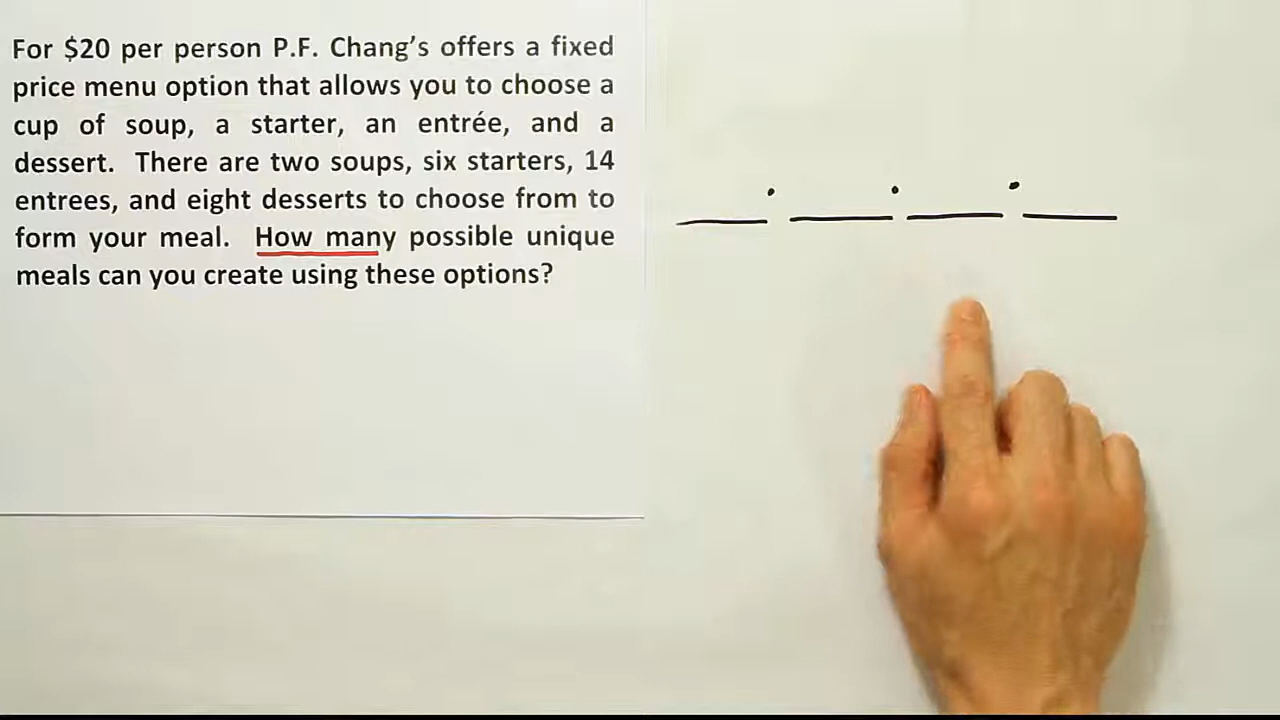 For $20 per person P.F. Chang’s offers a fixed
price menu option that allows you to choose a
cup of soup, a starter, an entrée, and a
dessert. There are two soups, six starters, 14
entrees, and eight desserts to choose from to
form your meal. How many possible unique
meals can you create using these options?